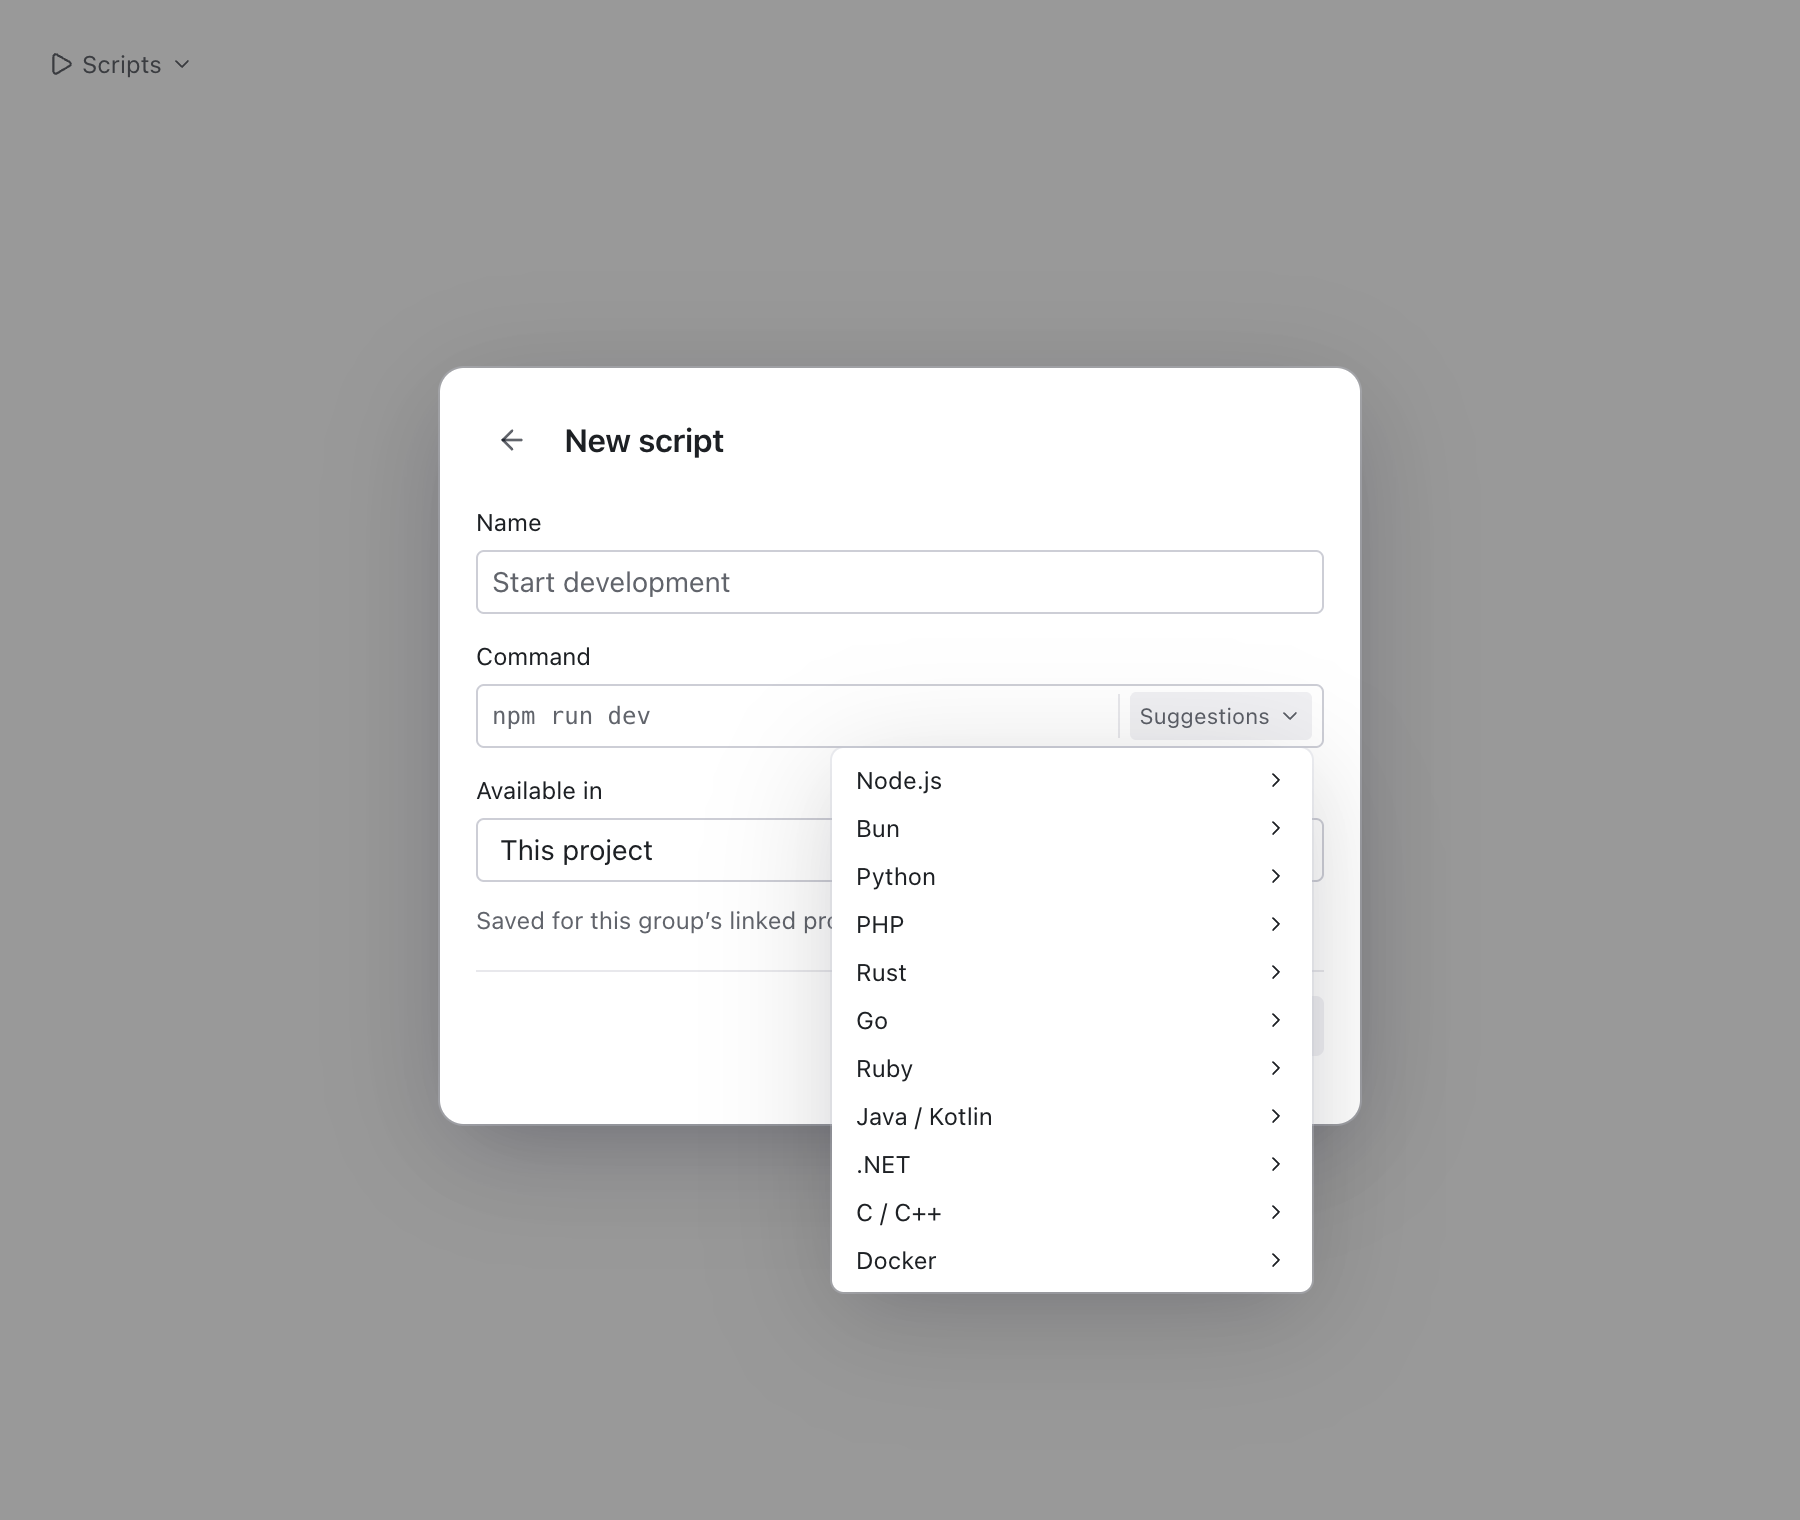 Scripts
New script
Name
Start development
Command
npm run dev
Suggestions
Available in
This project
Saved for this group’s linked
Node.js
Bun
Python
PHP
Rust
Go
Ruby
Java / Kotlin
.NET
C / C++
Docker